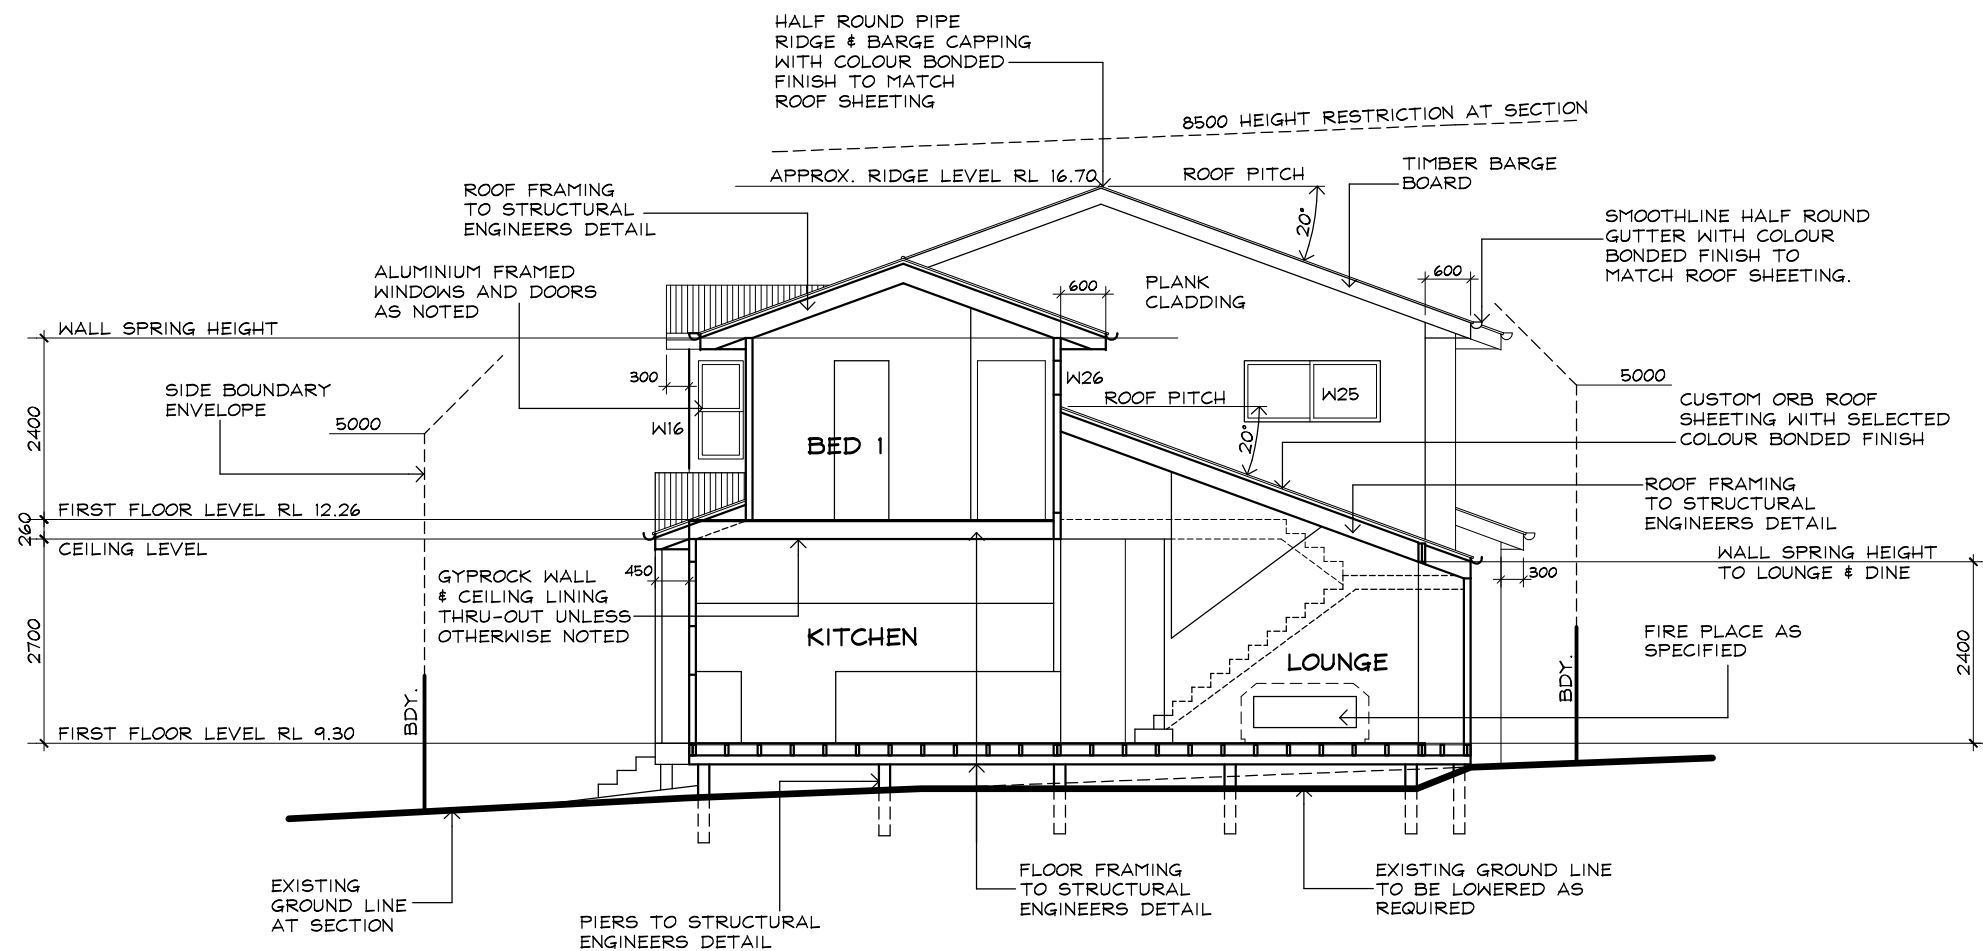 HALF ROUND PIPE
RIDGE & BARGE CAPPING
WITH COLOUR BONDED
FINISH TO MATCH
ROOF SHEETING
8500 HEIGHT RESTRICTION AT SECTION
APPROX. RIDGE LEVEL RL 16.70
ROOF PITCH
20°
TIMBER BARGE
BOARD
ROOF FRAMING
TO STRUCTURAL
ENGINEERS DETAIL
SMOOTHLINE HALF ROUND
GUTTER WITH COLOUR
BONDED FINISH TO
MATCH ROOF SHEETING.
ALUMINIUM FRAMED
WINDOWS AND DOORS
AS NOTED
600
PLANK
CLADDING
600
WALL SPRING HEIGHT
300
W26
W25
5000
SIDE BOUNDARY
ENVELOPE
5000
ROOF PITCH
20°
CUSTOM ORB ROOF
SHEETING WITH SELECTED
COLOUR BONDED FINISH
2400
W16
BED 1
ROOF FRAMING
TO STRUCTURAL
ENGINEERS DETAIL
FIRST FLOOR LEVEL RL 12.26
260
CEILING LEVEL
WALL SPRING HEIGHT
TO LOUNGE & DINE
450
300
GYPROCK WALL
& CEILING LINING
THRU-OUT UNLESS
OTHERWISE NOTED
2700
KITCHEN
LOUNGE
FIRE PLACE AS
SPECIFIED
2400
BDY.
BDY.
FIRST FLOOR LEVEL RL 9.30
EXISTING
GROUND LINE
AT SECTION
PIERS TO STRUCTURAL
ENGINEERS DETAIL
FLOOR FRAMING
TO STRUCTURAL
ENGINEERS DETAIL
EXISTING GROUND LINE
TO BE LOWERED AS
REQUIRED